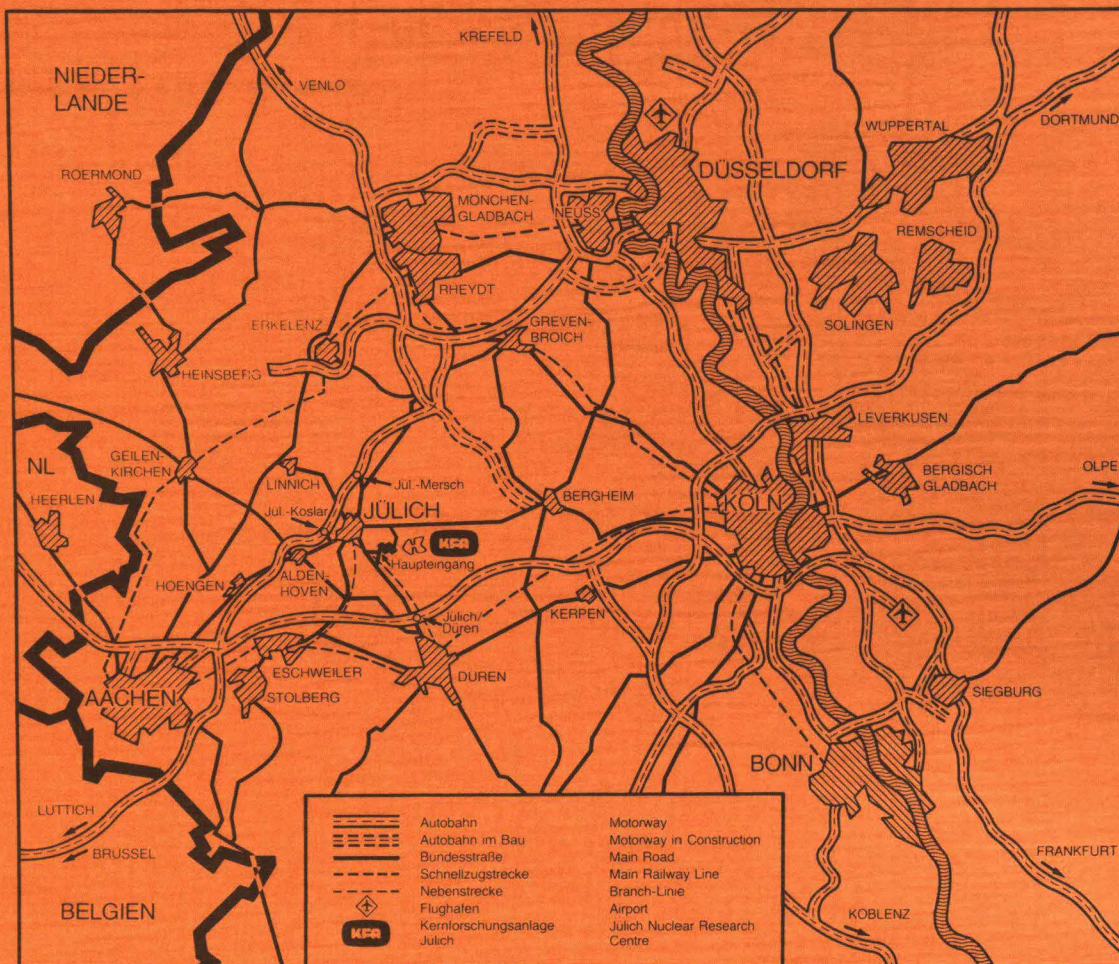 KREFELD
NIEDER-
LANDE
VENLO
DORTMUND
WUPPERTAL
DÜSSELDORF
ROERMOND
MÖNCHEN-
GLADBACH
NEUSS
REMSCHEID
RHEYDT
SOLINGEN
ERKELENZ
GREVEN-
BROICH
HEINSBERG
LEVERKUSEN
GEILEN-
KIRCHEN
NL
HEERLEN
LINNICH
Jül.-Mersch
BERGHEIM
BERGISCH
GLADBACH
OLPE
KÖLN
Jül.-Koslar
JÜLICH
KFA
Haupteingang
ALDEN-
HOVEN
HOENGEN
KERPEN
Jülich/
Düren
ESCHWEILER
DÜREN
STOLBERG
AACHEN
SIEGBURG
BONN
LÜTTICH
BRÜSSEL
BELGIEN
FRANKFURT
KOBLENZ
Autobahn Motorway
Autobahn im Bau Motorway in Construction
Bundesstraße Main Road
Schnellzugstrecke Main Railway Line
Nebenstrecke Branch-Linie
Flughafen Airport
KFA Kernforschungsanlage Jülich Nuclear Research
Jülich Centre